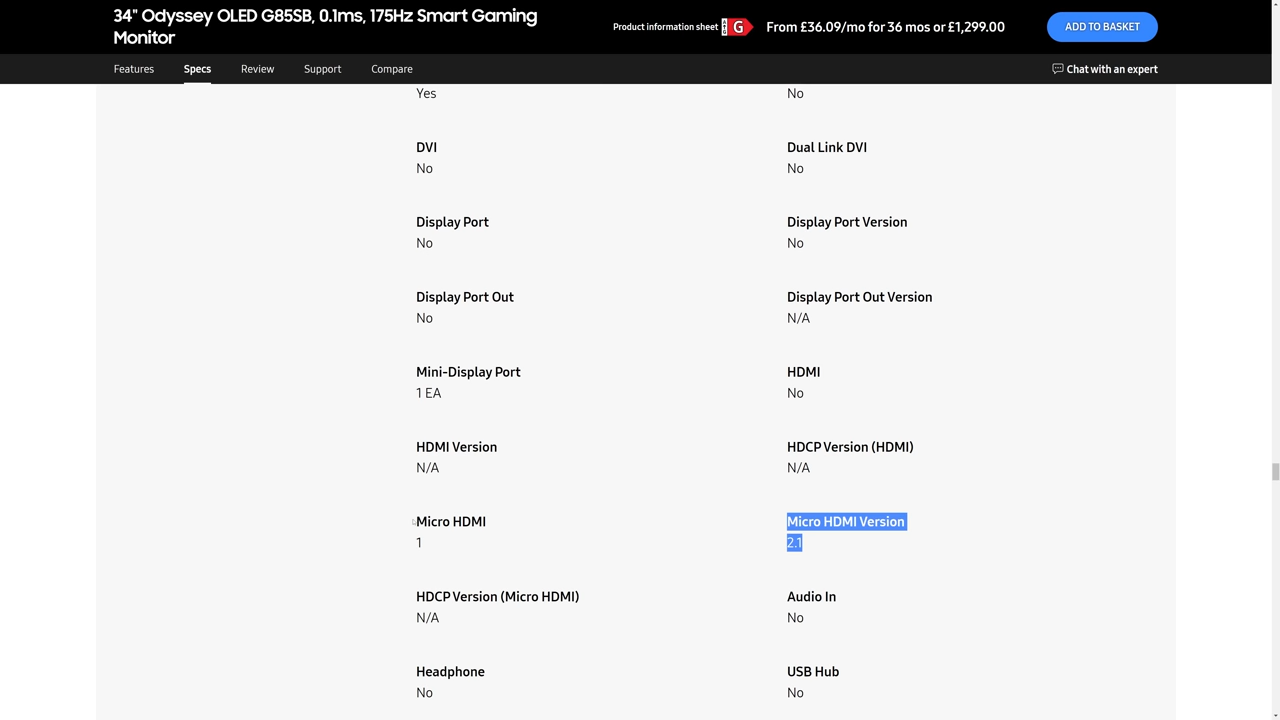 34" Odyssey OLED G85SB, 0.1ms, 175Hz Smart Gaming
Monitor
Product information sheet
G
From £36.09/mo for 36 mos or £1,299.00
ADD TO BASKET
Features
Specs
Review
Support
Compare
Chat with an expert
Yes
No
DVI
No
Dual Link DVI
No
Display Port
No
Display Port Version
No
Display Port Out
No
Display Port Out Version
N/A
Mini-Display Port
1 EA
HDMI
No
HDMI Version
N/A
HDCP Version (HDMI)
N/A
Micro HDMI
1
Micro HDMI Version
2.1
HDCP Version (Micro HDMI)
N/A
Audio In
No
Headphone
No
USB Hub
No